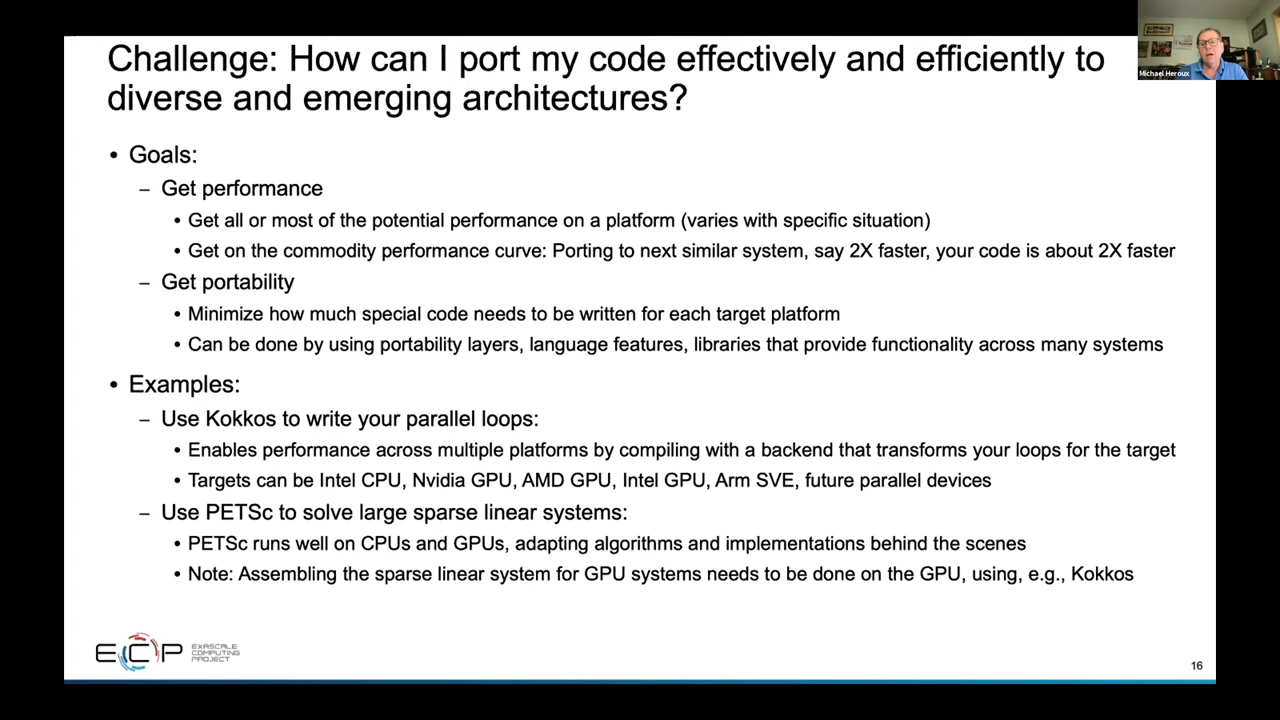 Challenge: How can I port my code effectively and efficiently to
diverse and emerging architectures?
Michael Heroux
• Goals:
– Get performance
• Get all or most of the potential performance on a platform (varies with specific situation)
• Get on the commodity performance curve: Porting to next similar system, say 2X faster, your code is about 2X faster
– Get portability
• Minimize how much special code needs to be written for each target platform
• Can be done by using portability layers, language features, libraries that provide functionality across many systems
• Examples:
– Use Kokkos to write your parallel loops:
• Enables performance across multiple platforms by compiling with a backend that transforms your loops for the target
• Targets can be Intel CPU, Nvidia GPU, AMD GPU, Intel GPU, Arm SVE, future parallel devices
– Use PETSc to solve large sparse linear systems:
• PETSc runs well on CPUs and GPUs, adapting algorithms and implementations behind the scenes
• Note: Assembling the sparse linear system for GPU systems needs to be done on the GPU, using, e.g., Kokkos
ECP
EXASCALE
COMPUTING
PROJECT
16